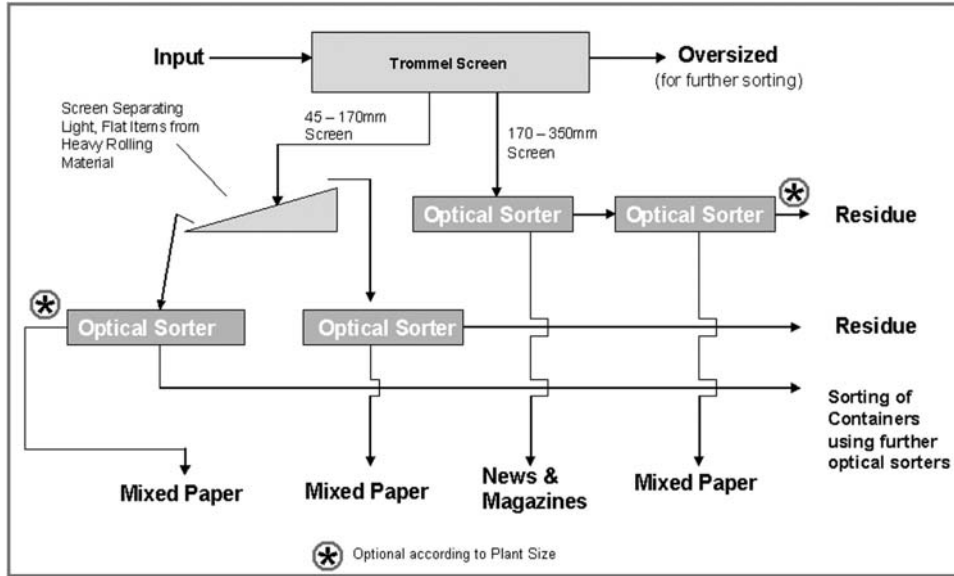 Input
Trommel Screen
Oversized
(for further sorting)
Screen Separating
Light, Flat Items from
Heavy Rolling
Material
45 – 170mm
Screen
170 – 350mm
Screen
Optical Sorter
Optical Sorter
Residue
Optical Sorter
Optical Sorter
Residue
Sorting of
Containers
using further
optical sorters
Mixed Paper
Mixed Paper
News &
Magazines
Mixed Paper
Optional according to Plant Size